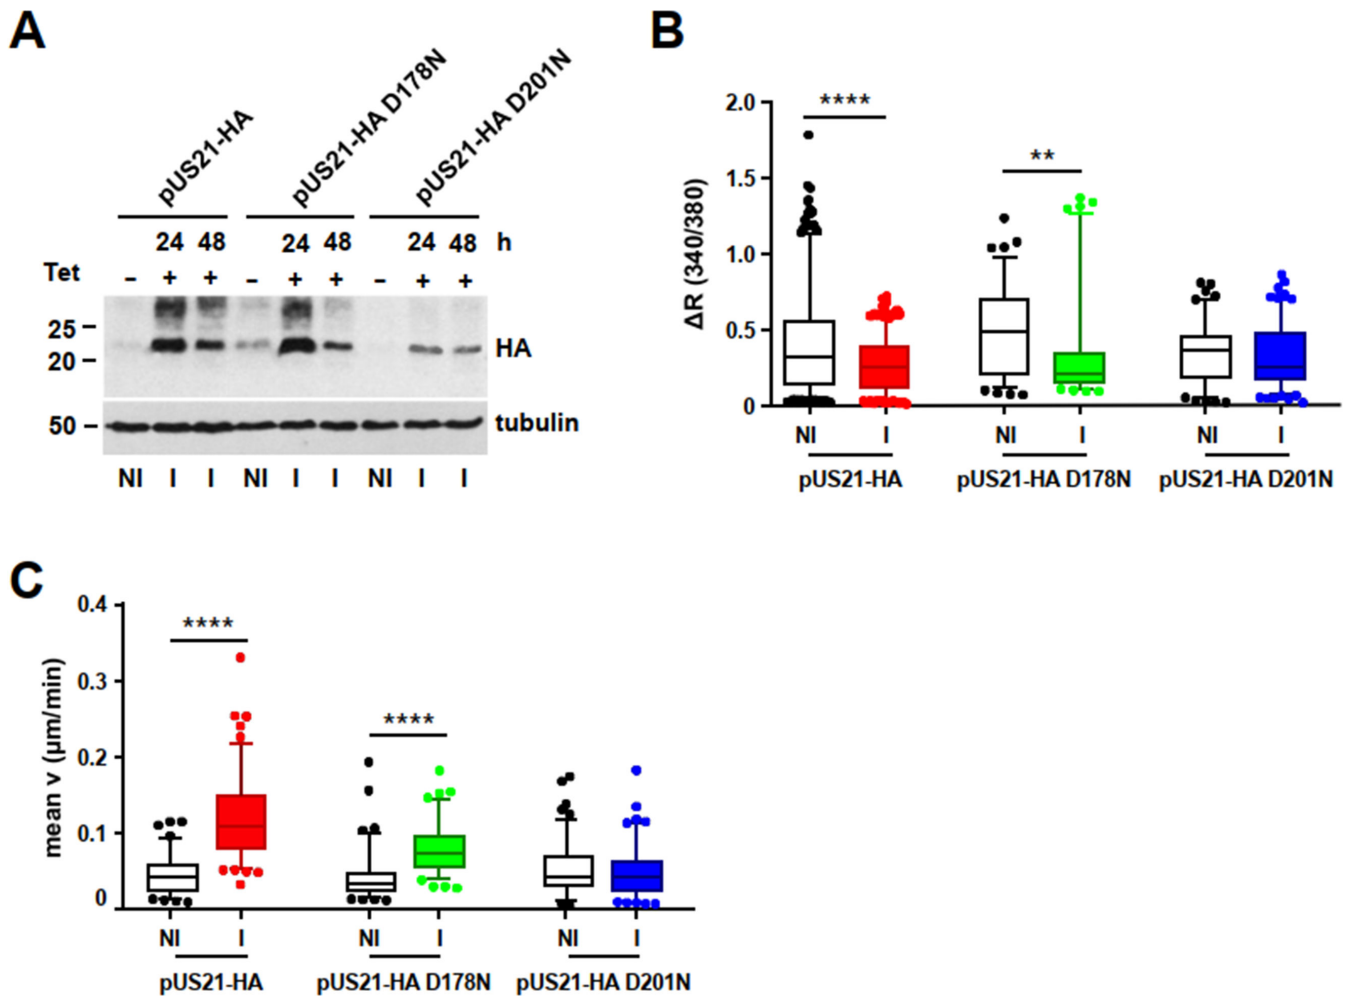 A
pUS21-HA
pUS21-HA D178N
pUS21-HA D201N
24 48 24 48 24 48 h
Tet – + + – + + – + +
25
20
HA
50
tubulin
NI I I NI I I NI I I
B
ΔR (340/380)
2.0
1.5
1.0
0.5
0
****
**
NI I NI I NI I
pUS21-HA pUS21-HA D178N pUS21-HA D201N
C
mean v (μm/min)
0.4
0.3
0.2
0.1
0
****
****
NI I NI I NI I
pUS21-HA pUS21-HA D178N pUS21-HA D201N